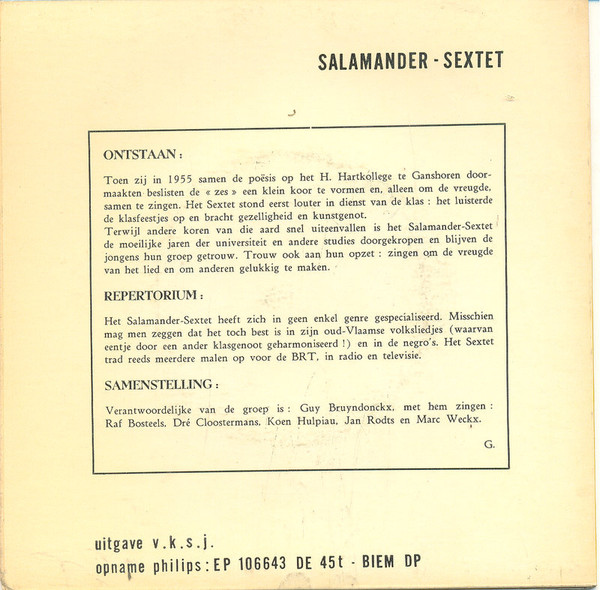 SALAMANDER - SEXTET
ONTSTAAN :
Toen zij in 1955 samen de poësis op het H. Hartkollege te Ganshoren door-
maakten beslisten de « zes » een klein koor te vormen en, alleen om de vreugde,
samen te zingen. Het Sextet stond eerst louter in dienst van de klas : het luisterde
de klasfeestjes op en bracht gezelligheid en kunstgenot.
Terwijl andere koren van die aard snel uiteenvallen is het Salamander-Sextet
de moeilijke jaren der universiteit en andere studies doorgekropen en blijven de
jongens hun groep getrouw. Trouw ook aan hun opzet : zingen om de vreugde
van het lied en om anderen gelukkig te maken.
REPERTORIUM :
Het Salamander-Sextet heeft zich in geen enkel genre gespecialiseerd. Misschien
mag men zeggen dat het toch best is in zijn oud-Vlaamse volksliedjes (waarvan
eentje door een ander klasgenoot geharmoniseerd !) en in de negro's. Het Sextet
trad reeds meerdere malen op voor de BRT, in radio en televisie.
SAMENSTELLING :
Verantwoordelijke van de groep is : Guy Bruyndonckx, met hem zingen :
Raf Bosteels, Dré Cloostermans, Koen Hulpiau, Jan Rodts en Marc Weckx.
G.
uitgave v.k.s.j.
opname philips: EP 106643 DE 45t - BIEM DP